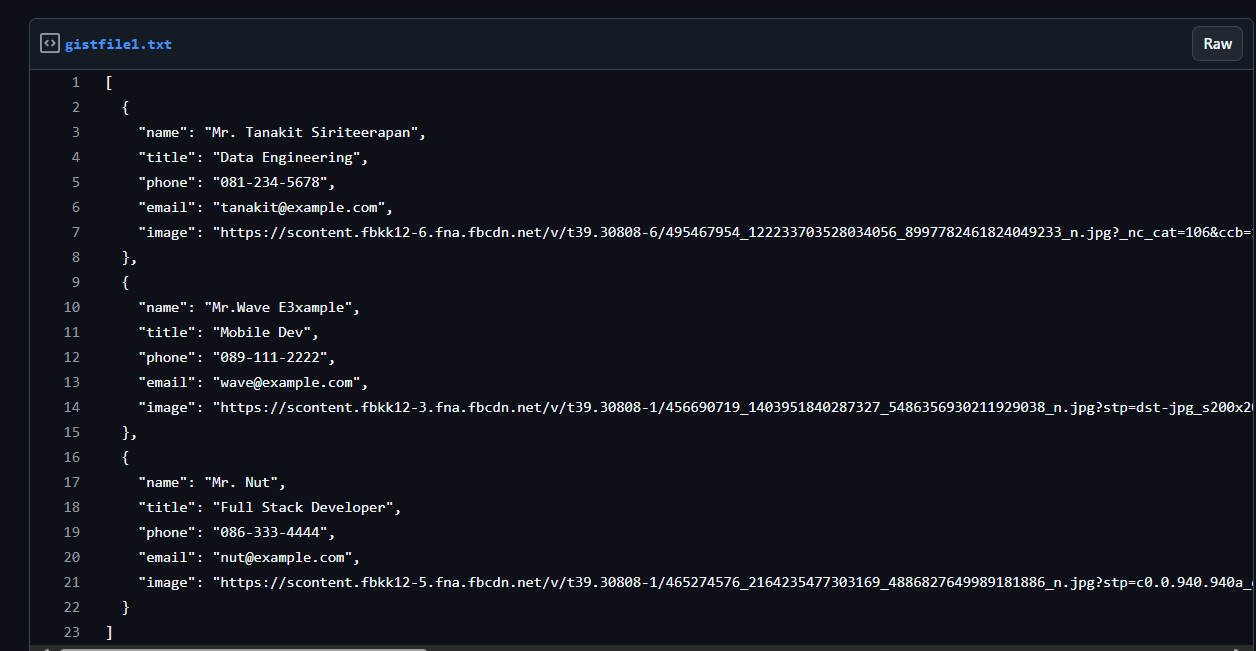 gistfile1.txt
Raw
1 [
2 {
3 "name": "Mr. Tanakit Siriteerapan",
4 "title": "Data Engineering",
5 "phone": "081-234-5678",
6 "email": "tanakit@example.com",
7 "image": "https://scontent.fbkk12-6.fna.fbcdn.net/v/t39.30808-6/495467954_122233703528034056_8997782461824049233_n.jpg?_nc_cat=106&ccb=
8 },
9 {
10 "name": "Mr.Wave E3xample",
11 "title": "Mobile Dev",
12 "phone": "089-111-2222",
13 "email": "wave@example.com",
14 "image": "https://scontent.fbkk12-3.fna.fbcdn.net/v/t39.30808-1/456690719_1403951840287327_5486356930211929038_n.jpg?stp=dst-jpg_s200x2
15 },
16 {
17 "name": "Mr. Nut",
18 "title": "Full Stack Developer",
19 "phone": "086-333-4444",
20 "email": "nut@example.com",
21 "image": "https://scontent.fbkk12-5.fna.fbcdn.net/v/t39.30808-1/465274576_2164235477303169_4886827649989181886_n.jpg?stp=c0.0.940.940a_
22 }
23 ]